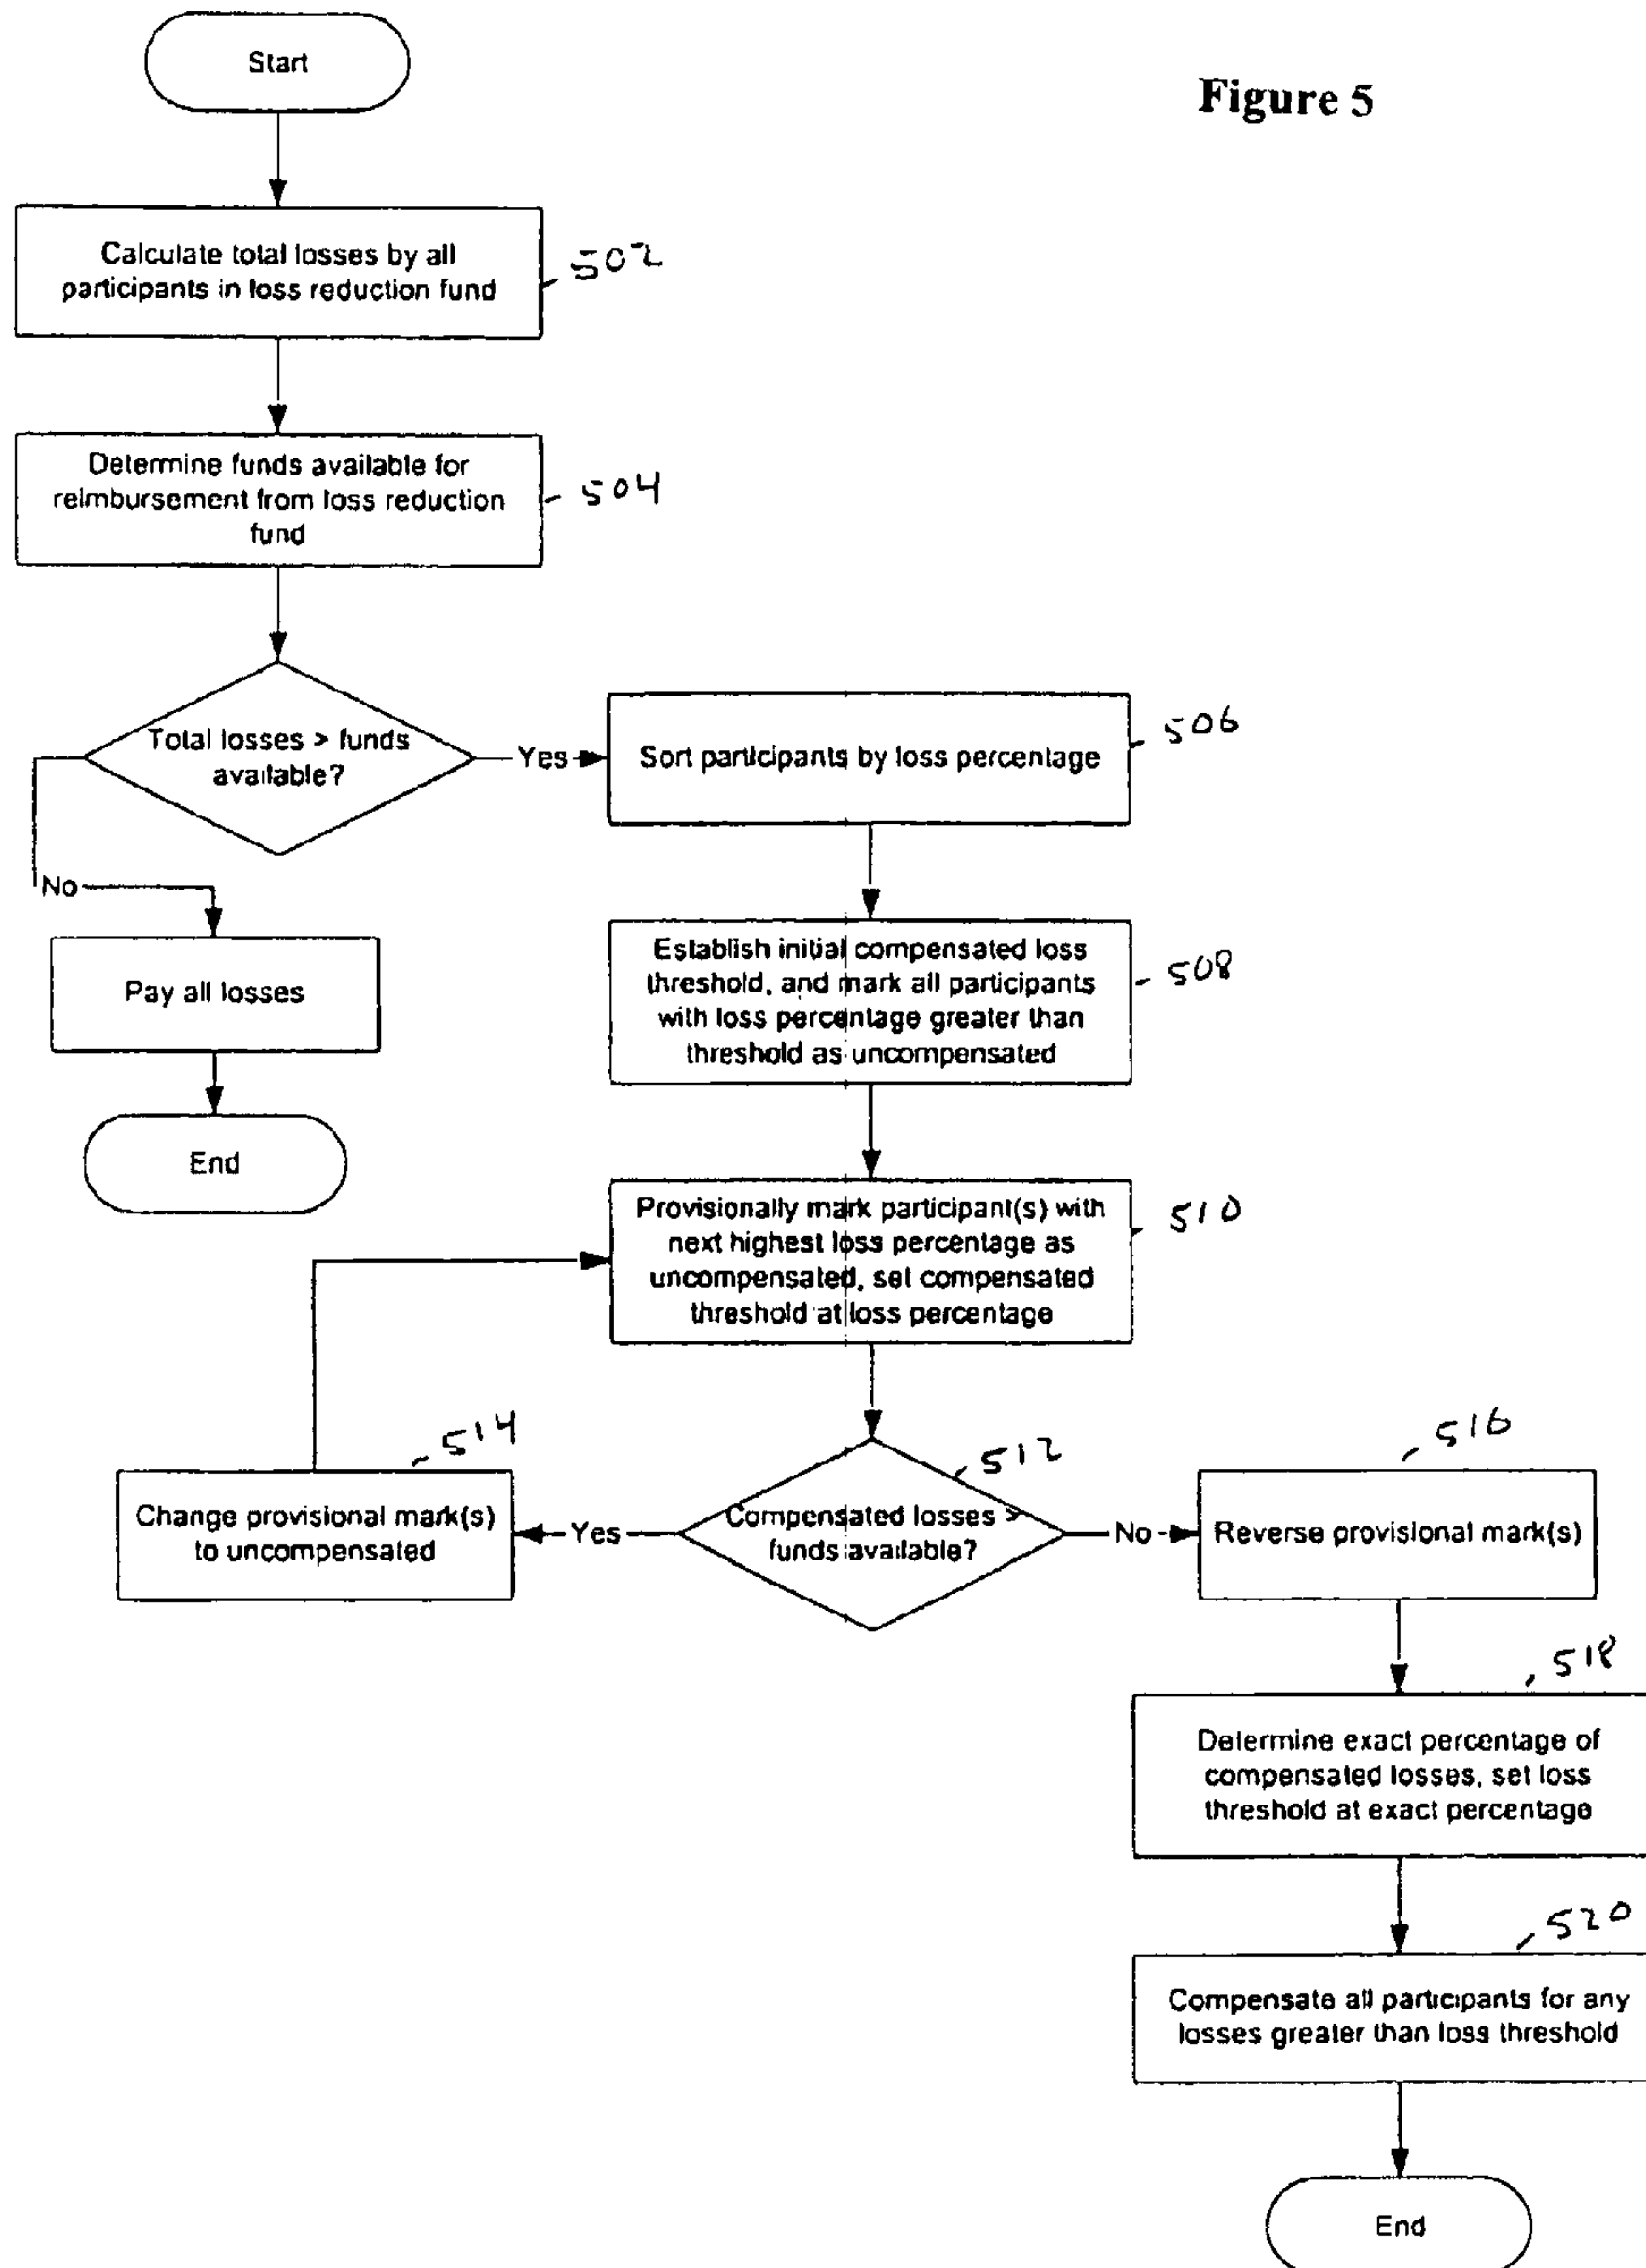 Figure 5
Start
Calculate total losses by all
participants in loss reduction fund
502
Determine funds available for
reimbursement from loss reduction
fund
504
Total losses > funds
available?
Yes
Sort participants by loss percentage
506
No
Pay all losses
End
Establish initial compensated loss
threshold, and mark all participants
with loss percentage greater than
threshold as uncompensated
508
Provisionally mark participant(s) with
next highest loss percentage as
uncompensated, set compensated
threshold at loss percentage
510
Compensated losses >
funds available?
512
Yes
Change provisional mark(s)
to uncompensated
514
No
Reverse provisional mark(s)
516
Determine exact percentage of
compensated losses, set loss
threshold at exact percentage
518
Compensate all participants for any
losses greater than loss threshold
520
End